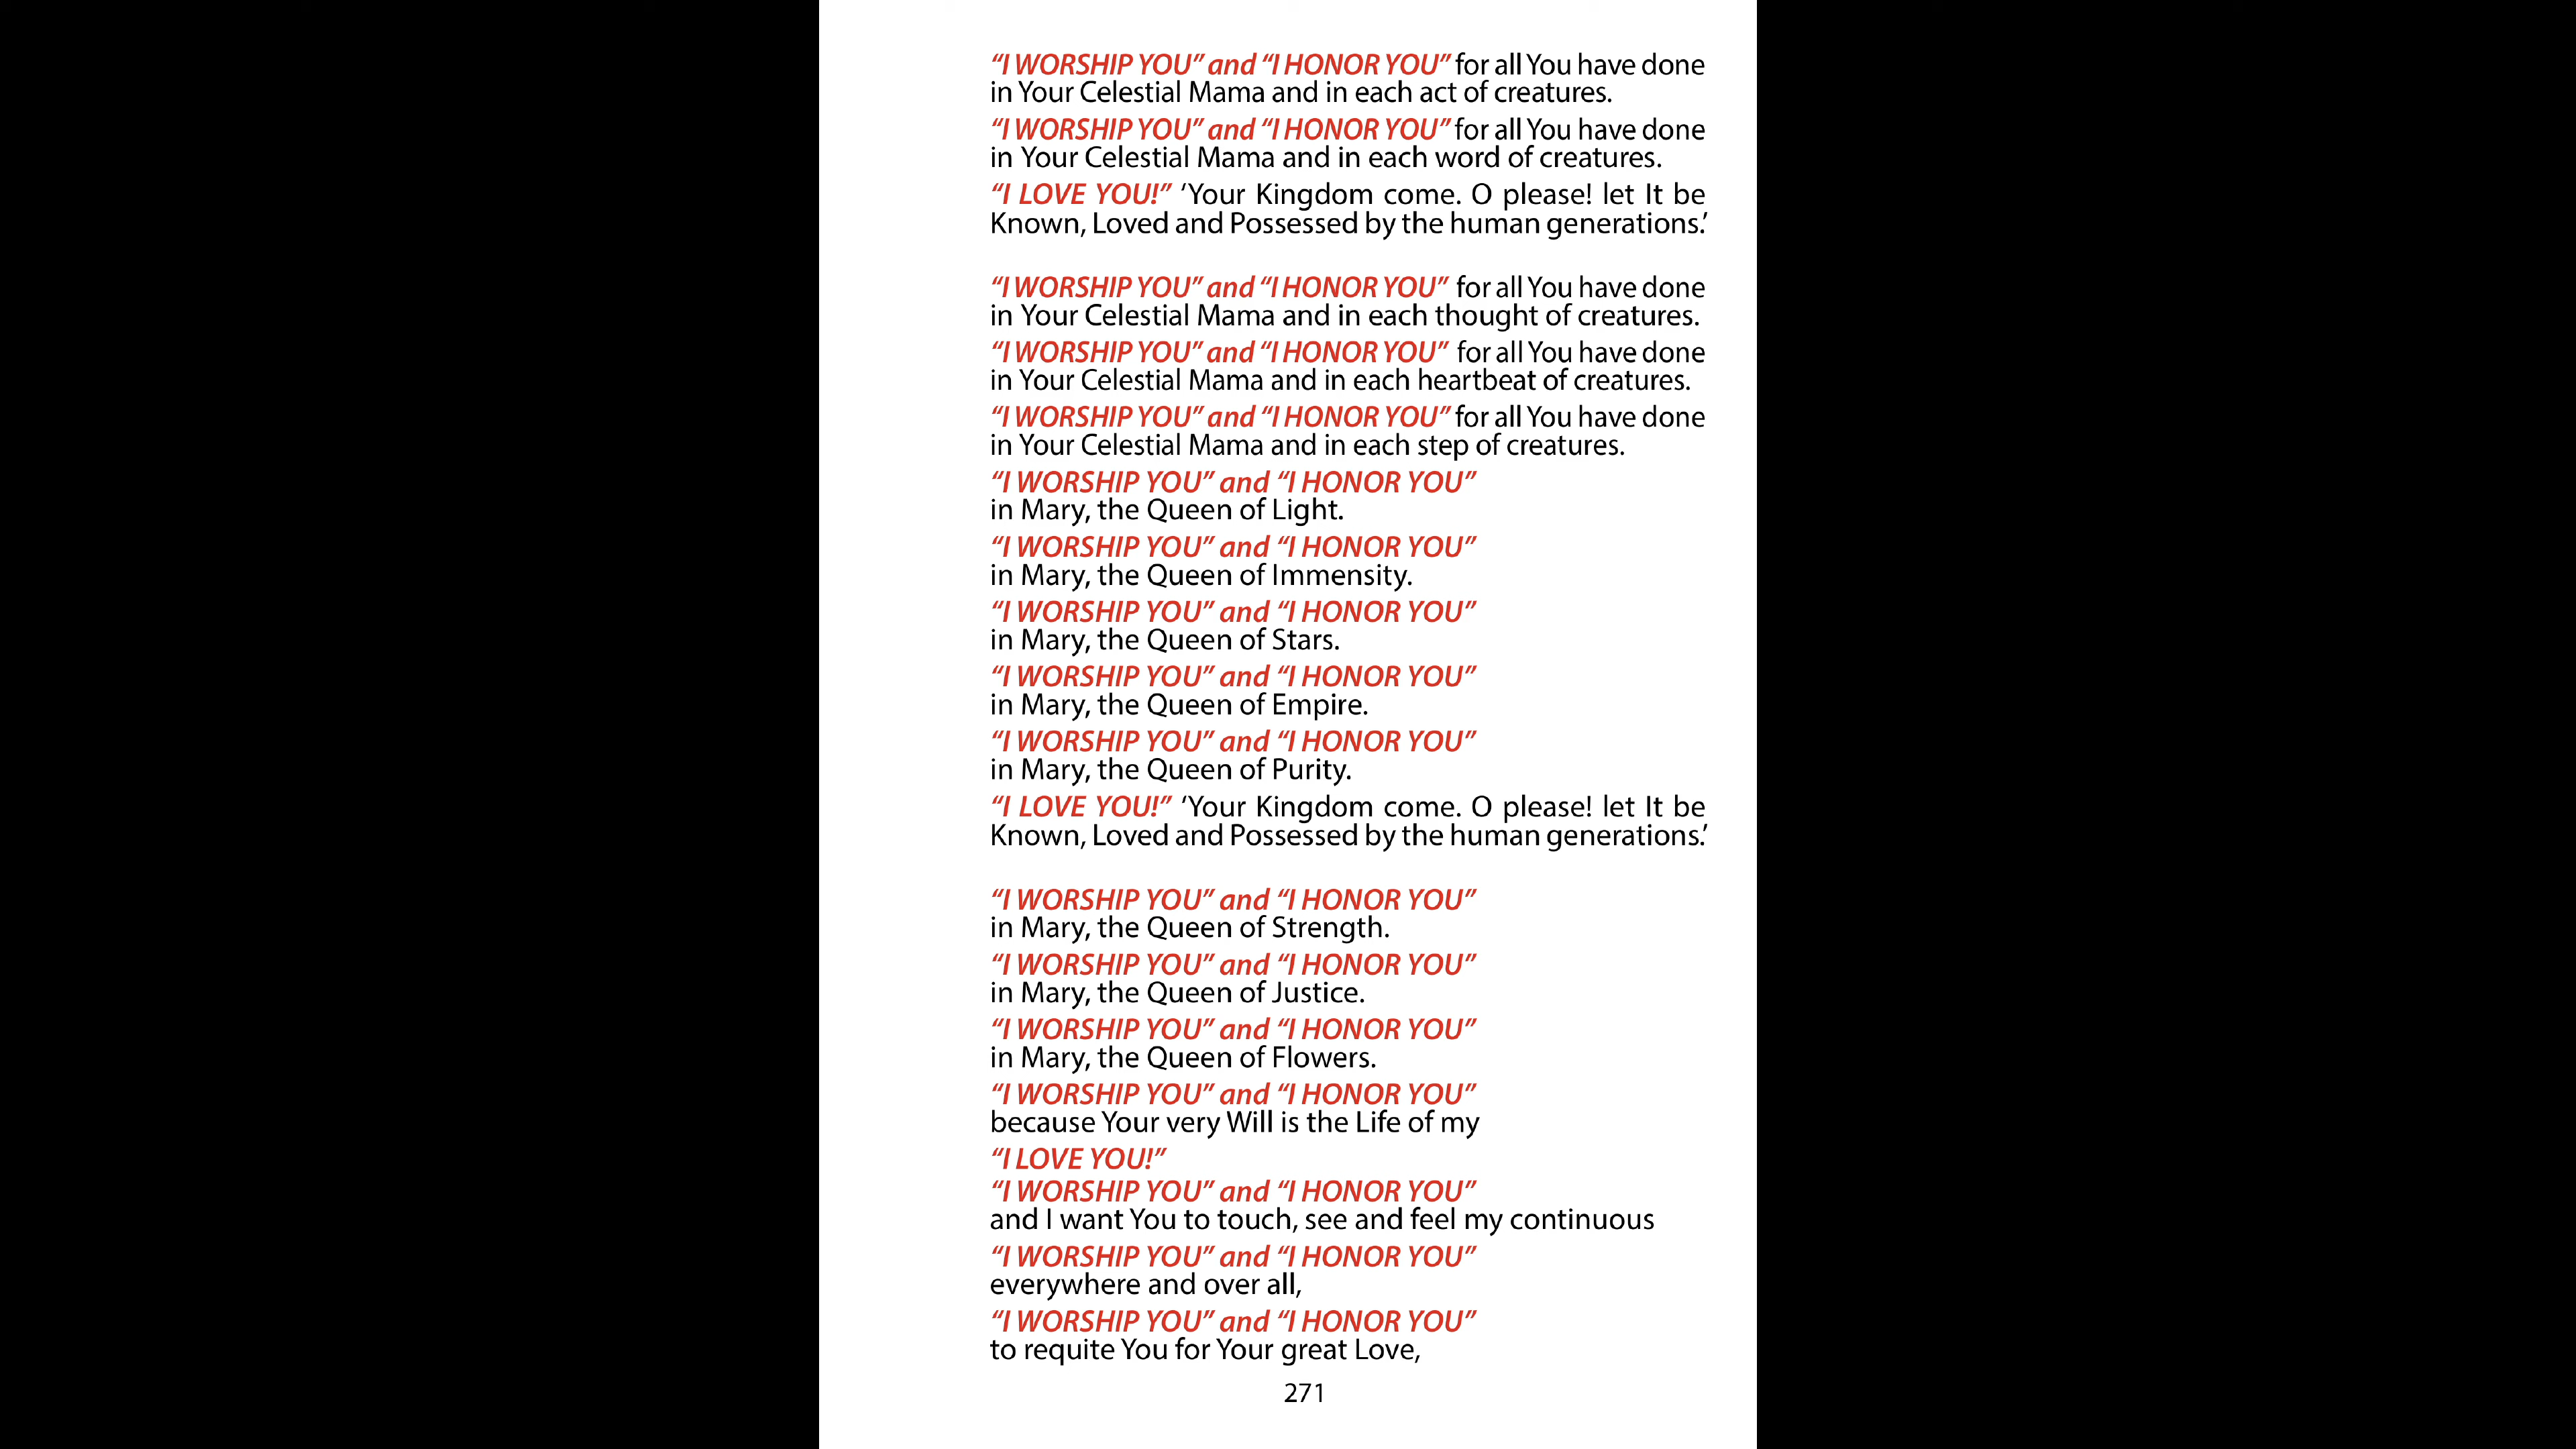 “I WORSHIP YOU” and “I HONOR YOU” for all You have done
in Your Celestial Mama and in each act of creatures.
“I WORSHIP YOU” and “I HONOR YOU” for all You have done
in Your Celestial Mama and in each word of creatures.
“I LOVE YOU!” ‘Your Kingdom come. O please! let It be
Known, Loved and Possessed by the human generations.’
“I WORSHIP YOU” and “I HONOR YOU” for all You have done
in Your Celestial Mama and in each thought of creatures.
“I WORSHIP YOU” and “I HONOR YOU” for all You have done
in Your Celestial Mama and in each heartbeat of creatures.
“I WORSHIP YOU” and “I HONOR YOU” for all You have done
in Your Celestial Mama and in each step of creatures.
“I WORSHIP YOU” and “I HONOR YOU”
in Mary, the Queen of Light.
“I WORSHIP YOU” and “I HONOR YOU”
in Mary, the Queen of Immensity.
“I WORSHIP YOU” and “I HONOR YOU”
in Mary, the Queen of Stars.
“I WORSHIP YOU” and “I HONOR YOU”
in Mary, the Queen of Empire.
“I WORSHIP YOU” and “I HONOR YOU”
in Mary, the Queen of Purity.
“I LOVE YOU!” ‘Your Kingdom come. O please! let It be
Known, Loved and Possessed by the human generations.’
“I WORSHIP YOU” and “I HONOR YOU”
in Mary, the Queen of Strength.
“I WORSHIP YOU” and “I HONOR YOU”
in Mary, the Queen of Justice.
“I WORSHIP YOU” and “I HONOR YOU”
in Mary, the Queen of Flowers.
“I WORSHIP YOU” and “I HONOR YOU”
because Your very Will is the Life of my
“I LOVE YOU!”
“I WORSHIP YOU” and “I HONOR YOU”
and I want You to touch, see and feel my continuous
“I WORSHIP YOU” and “I HONOR YOU”
everywhere and over all,
“I WORSHIP YOU” and “I HONOR YOU”
to requite You for Your great Love,
271